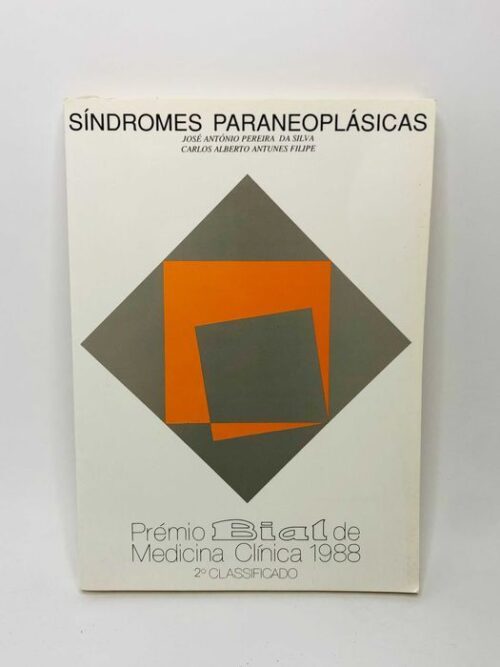 SÍNDROMES PARANEOPLÁSICAS
JOSÉ ANTÓNIO PEREIRA DA SILVA
CARLOS ALBERTO ANTUNES FILIPE
Prémio Bial de
Medicina Clínica 1988
2º CLASSIFICADO